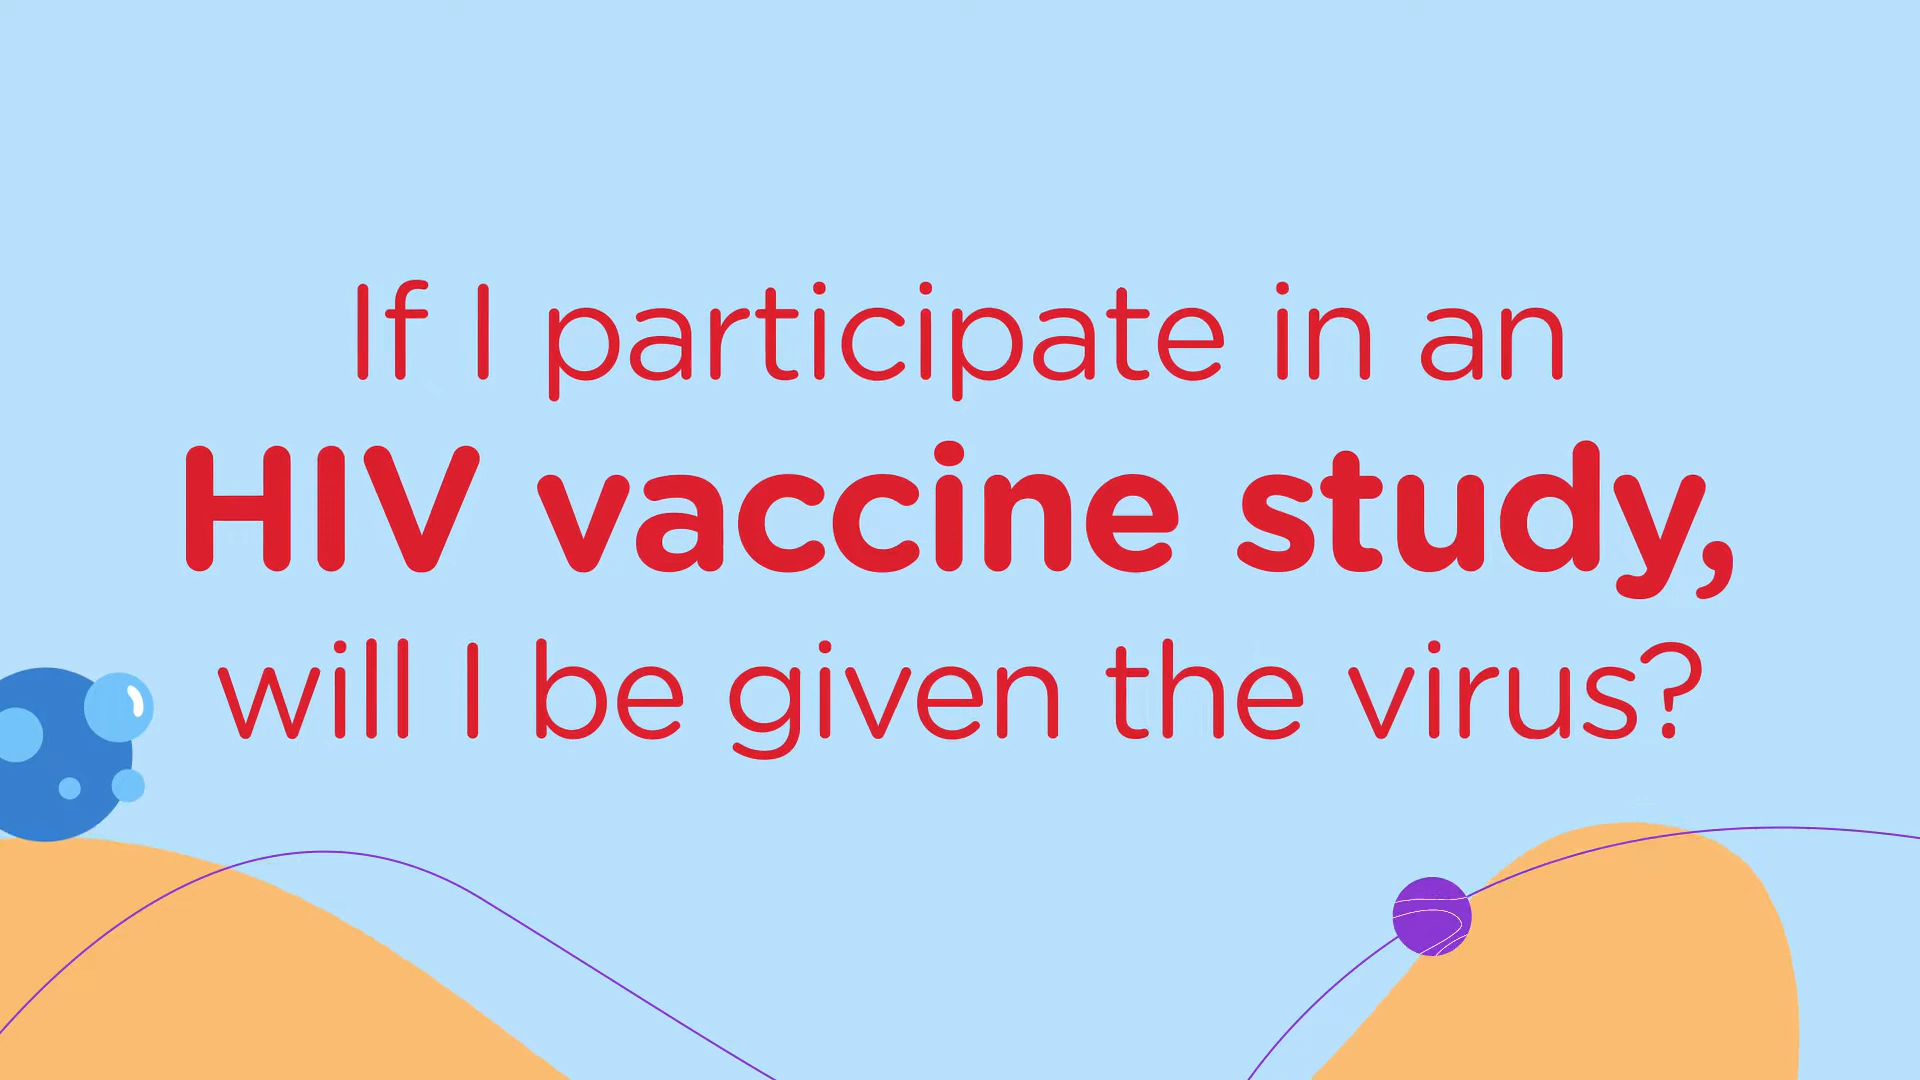 If I participate in an
HIV vaccine study,
will I be given the virus?